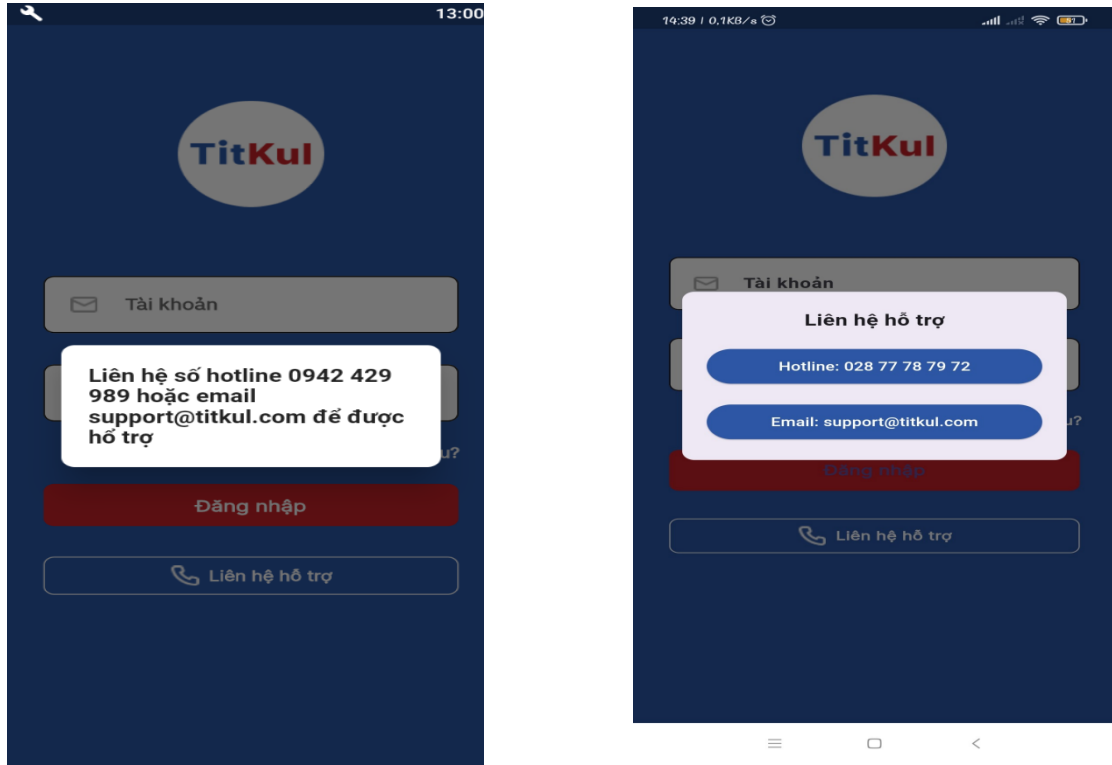 13:00
TitKul
Tài khoản
Liên hệ số hotline 0942 429
989 hoặc email
support@titkul.com để được
hổ trợ
u?
Đăng nhập
Liên hệ hỗ trợ
14:39 | 0,1KB/s
57
TitKul
Tài khoản
Liên hệ hỗ trợ
Hotline: 028 77 78 79 72
Email: support@titkul.com
u?
Đăng nhập
Liên hệ hỗ trợ